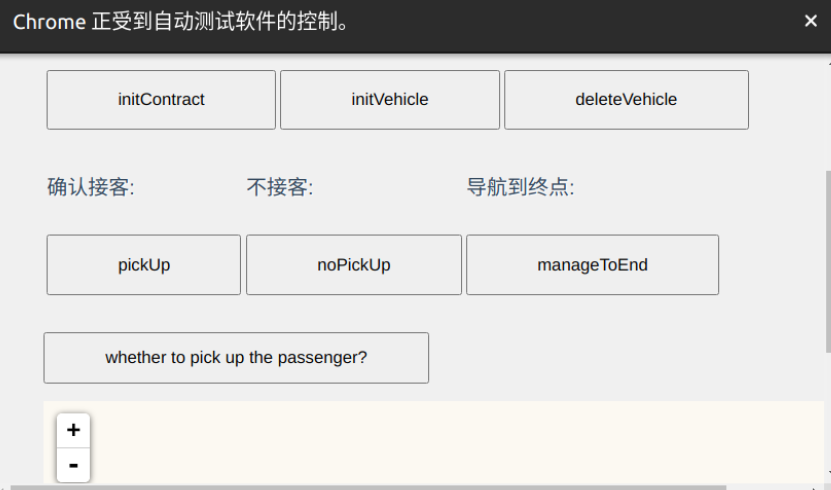 Chrome 正受到自动测试软件的控制。 ×
initContract initVehicle deleteVehicle
确认接客: 不接客: 导航到终点:
pickUp noPickUp manageToEnd
whether to pick up the passenger?
+
-